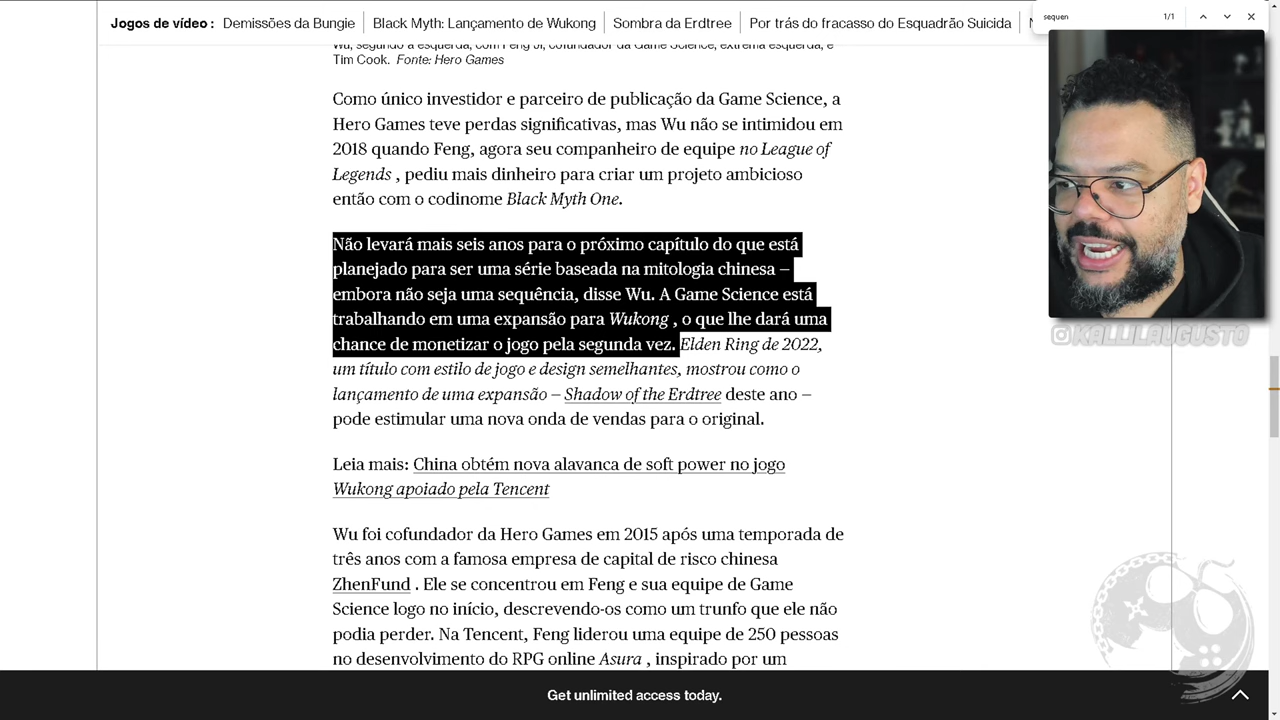 Jogos de vídeo : Demissões da Bungie Black Myth: Lançamento de Wukong Sombra da Erdtree Por trás do fracasso do Esquadrão Suicida
sequen 1/1
Wu, segundo à esquerda, com Feng Ji, cofundador da Game Science, extrema esquerda, e
Tim Cook. Fonte: Hero Games
Como único investidor e parceiro de publicação da Game Science, a
Hero Games teve perdas significativas, mas Wu não se intimidou em
2018 quando Feng, agora seu companheiro de equipe no League of
Legends , pediu mais dinheiro para criar um projeto ambicioso
então com o codinome Black Myth One.
Não levará mais seis anos para o próximo capítulo do que está
planejado para ser uma série baseada na mitologia chinesa –
embora não seja uma sequência, disse Wu. A Game Science está
trabalhando em uma expansão para Wukong , o que lhe dará uma
chance de monetizar o jogo pela segunda vez. Elden Ring de 2022,
um título com estilo de jogo e design semelhantes, mostrou como o
lançamento de uma expansão – Shadow of the Erdtree deste ano –
pode estimular uma nova onda de vendas para o original.
Leia mais: China obtém nova alavanca de soft power no jogo
Wukong apoiado pela Tencent
Wu foi cofundador da Hero Games em 2015 após uma temporada de
três anos com a famosa empresa de capital de risco chinesa
ZhenFund . Ele se concentrou em Feng e sua equipe de Game
Science logo no início, descrevendo-os como um trunfo que ele não
podia perder. Na Tencent, Feng liderou uma equipe de 250 pessoas
no desenvolvimento do RPG online Asura , inspirado por um
@KALLILAUGUSTO
Get unlimited access today.